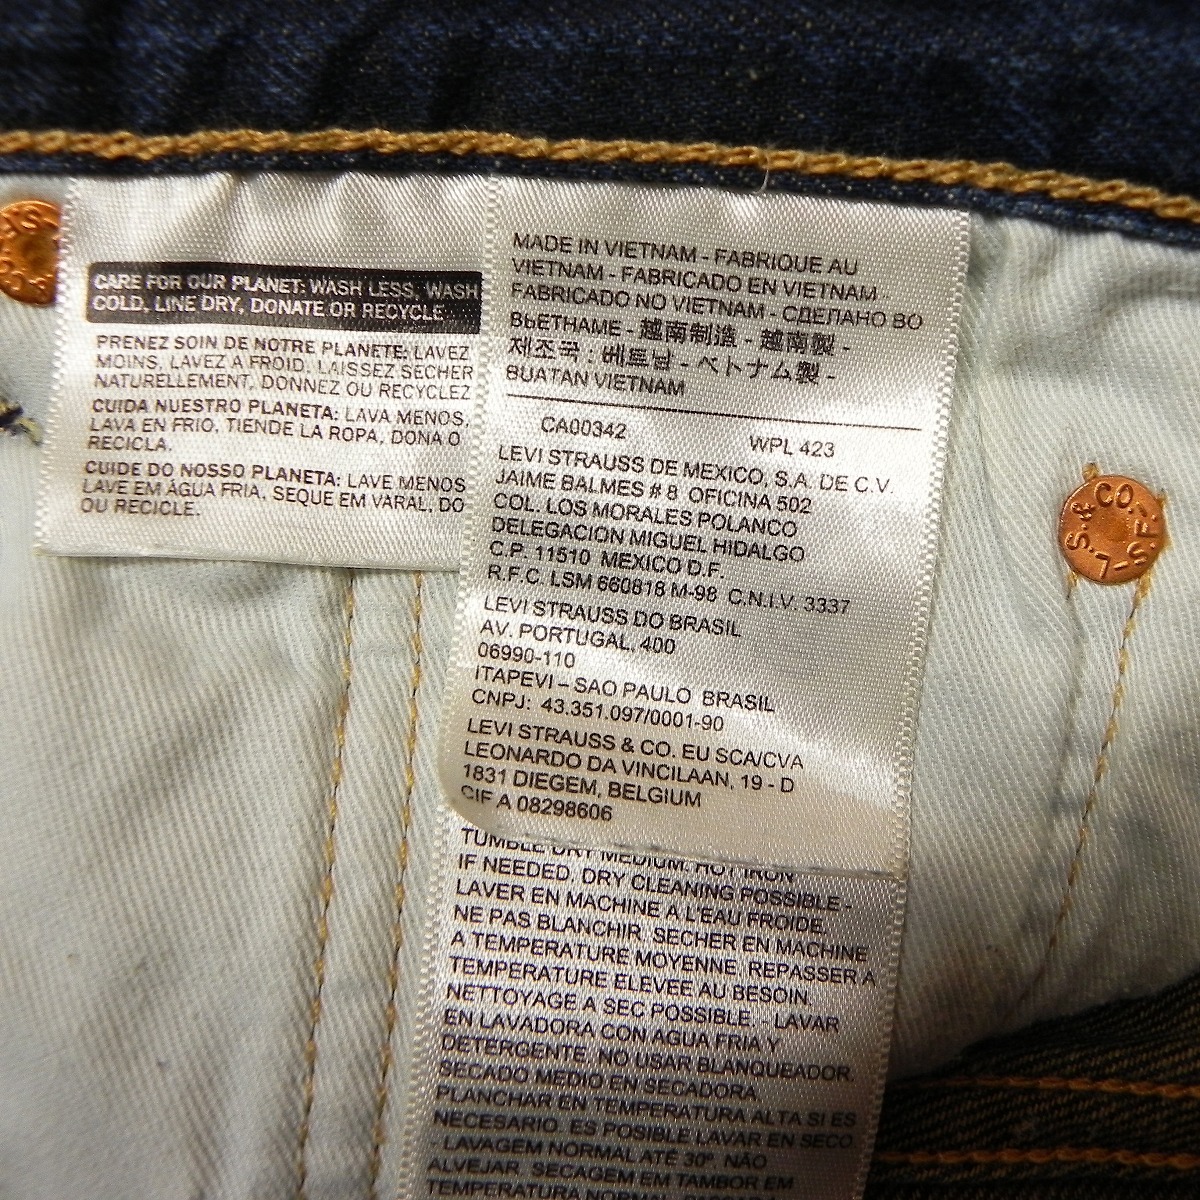 CARE FOR OUR PLANET: WASH LESS, WASH
COLD, LINE DRY, DONATE OR RECYCLE
PRENEZ SOIN DE NOTRE PLANETE: LAVEZ
MOINS, LAVEZ A FROID, LAISSEZ SECHER
NATURELLEMENT, DONNEZ OU RECYCLEZ
CUIDA NUESTRO PLANETA: LAVA MENOS,
LAVA EN FRIO, TIENDE LA ROPA, DONA O
RECICLA.
CUIDE DO NOSSO PLANETA: LAVE MENOS
LAVE EM ÁGUA FRIA, SEQUE EM VARAL, DO
OU RECICLE.
MADE IN VIETNAM - FABRIQUE AU
VIETNAM - FABRICADO EN VIETNAM -
FABRICADO NO VIETNAM - СДЕЛАНО ВО
ВЬЕТНАМЕ - 越南制造 - 越南製 -
제조국 : 베트남 - ベトナム製 -
BUATAN VIETNAM
CA00342 WPL 423
LEVI STRAUSS DE MEXICO, S.A. DE C.V.
JAIME BALMES # 8 OFICINA 502
COL. LOS MORALES POLANCO
DELEGACION MIGUEL HIDALGO
C.P. 11510 MEXICO D.F.
R.F.C. LSM 660818 M-98 C.N.I.V. 3337
LEVI STRAUSS DO BRASIL
AV. PORTUGAL, 400
06990-110
ITAPEVI – SAO PAULO BRASIL
CNPJ: 43.351.097/0001-90
LEVI STRAUSS & CO. EU SCA/CVA
LEONARDO DA VINCILAAN, 19 - D
1831 DIEGEM, BELGIUM
CIF A 08298606
TUMBLE DRY MEDIUM. HOT IRON
IF NEEDED. DRY CLEANING POSSIBLE -
LAVER EN MACHINE A L'EAU FROIDE.
NE PAS BLANCHIR. SECHER EN MACHINE
A TEMPERATURE MOYENNE. REPASSER A
TEMPERATURE ELEVEE AU BESOIN.
NETTOYAGE A SEC POSSIBLE. - LAVAR
EN LAVADORA CON AGUA FRIA Y
DETERGENTE. NO USAR BLANQUEADOR.
SECADO MEDIO EN SECADORA
PLANCHAR EN TEMPERATURA ALTA SI ES
NECESARIO. ES POSIBLE LAVAR EN SECO
- LAVAGEM NORMAL ATÉ 30º. NÃO
ALVEJAR. SECAGEM EM TAMBOR EM
TEMPERATURA NORMAL.
L.S. & CO. - S.F. -